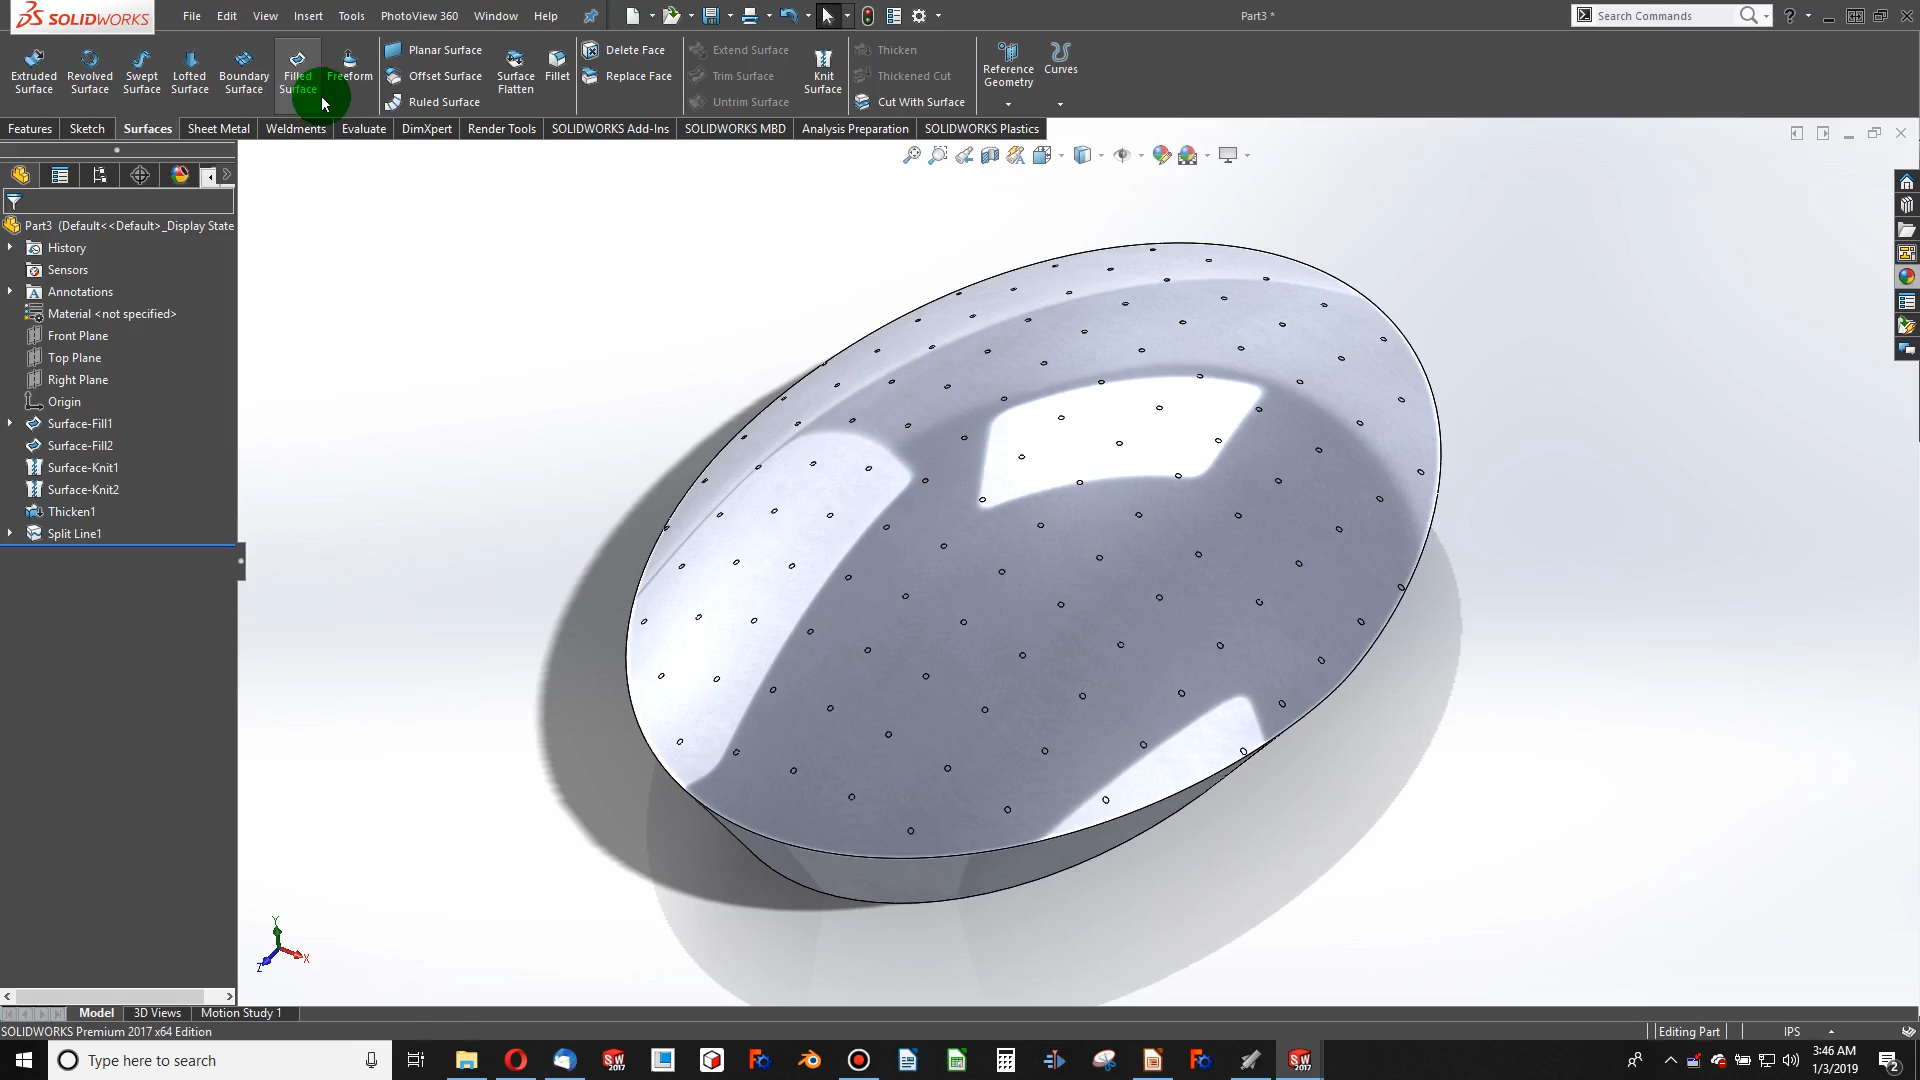 SOLIDWORKS
File Edit View Insert Tools PhotoView 360 Window Help
Part3 *
Search Commands
Extruded Surface
Revolved Surface
Swept Surface
Lofted Surface
Boundary Surface
Filled Surface
Freeform
Planar Surface
Offset Surface
Ruled Surface
Surface Flatten
Fillet
Delete Face
Replace Face
Extend Surface
Trim Surface
Untrim Surface
Knit Surface
Thicken
Thickened Cut
Cut With Surface
Reference Geometry
Curves
Features Sketch Surfaces Sheet Metal Weldments Evaluate DimXpert Render Tools SOLIDWORKS Add-Ins SOLIDWORKS MBD Analysis Preparation SOLIDWORKS Plastics
Part3 (Default<<Default>_Display State
History
Sensors
Annotations
Material <not specified>
Front Plane
Top Plane
Right Plane
Origin
Surface-Fill1
Surface-Fill2
Surface-Knit1
Surface-Knit2
Thicken1
Split Line1
Y
X
Z
Model 3D Views Motion Study 1
SOLIDWORKS Premium 2017 x64 Edition
Editing Part
IPS
Type here to search
SW 2017
SW 2017
3:46 AM
1/3/2019
2